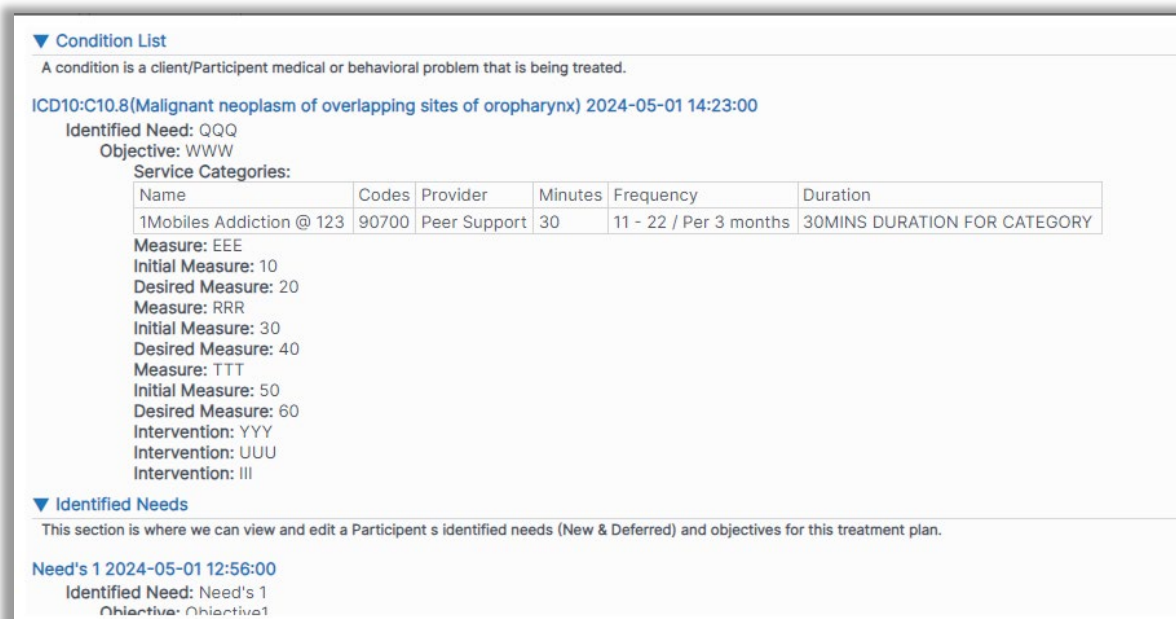 Condition List
A condition is a client/Participent medical or behavioral problem that is being treated.
ICD10:C10.8(Malignant neoplasm of overlapping sites of oropharynx) 2024-05-01 14:23:00
Identified Need: QQQ
Objective: WWW
Service Categories:
Name Codes Provider Minutes Frequency Duration
1Mobiles Addiction @ 123 90700 Peer Support 30 11 - 22 / Per 3 months 30MINS DURATION FOR CATEGORY
Measure: EEE
Initial Measure: 10
Desired Measure: 20
Measure: RRR
Initial Measure: 30
Desired Measure: 40
Measure: TTT
Initial Measure: 50
Desired Measure: 60
Intervention: YYY
Intervention: UUU
Intervention: III
Identified Needs
This section is where we can view and edit a Participent s identified needs (New & Deferred) and objectives for this treatment plan.
Need's 1 2024-05-01 12:56:00
Identified Need: Need's 1
Objective: Objective1